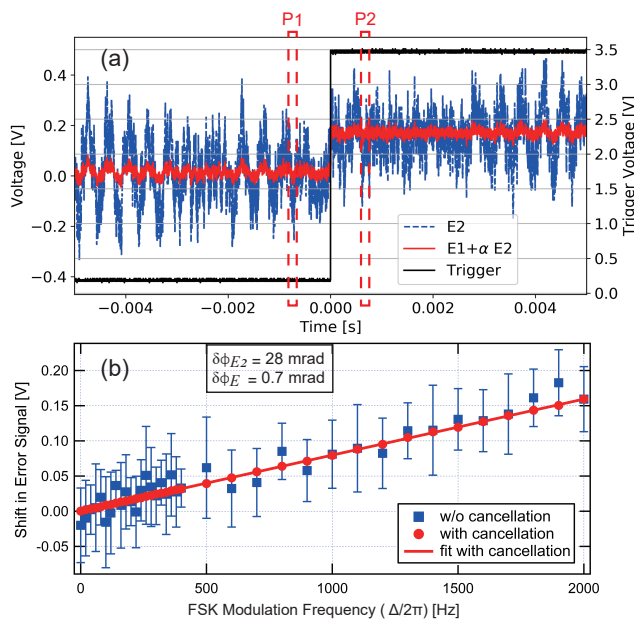 P1 P2
(a)
0.4
0.2
0.0
−0.2
−0.4
Voltage [V]
3.5
3.0
2.5
2.0
1.5
1.0
0.5
0.0
Trigger Voltage [V]
E2
E1+α E2
Trigger
−0.004 −0.002 0.000 0.002 0.004
Time [s]
(b)
δϕE2 = 28 mrad
δϕE = 0.7 mrad
0.20
0.15
0.10
0.05
0.00
-0.05
Shift in Error Signal [V]
w/o cancellation
with cancellation
fit with cancellation
0 500 1000 1500 2000
FSK Modulation Frequency ( Δ/2π) [Hz]